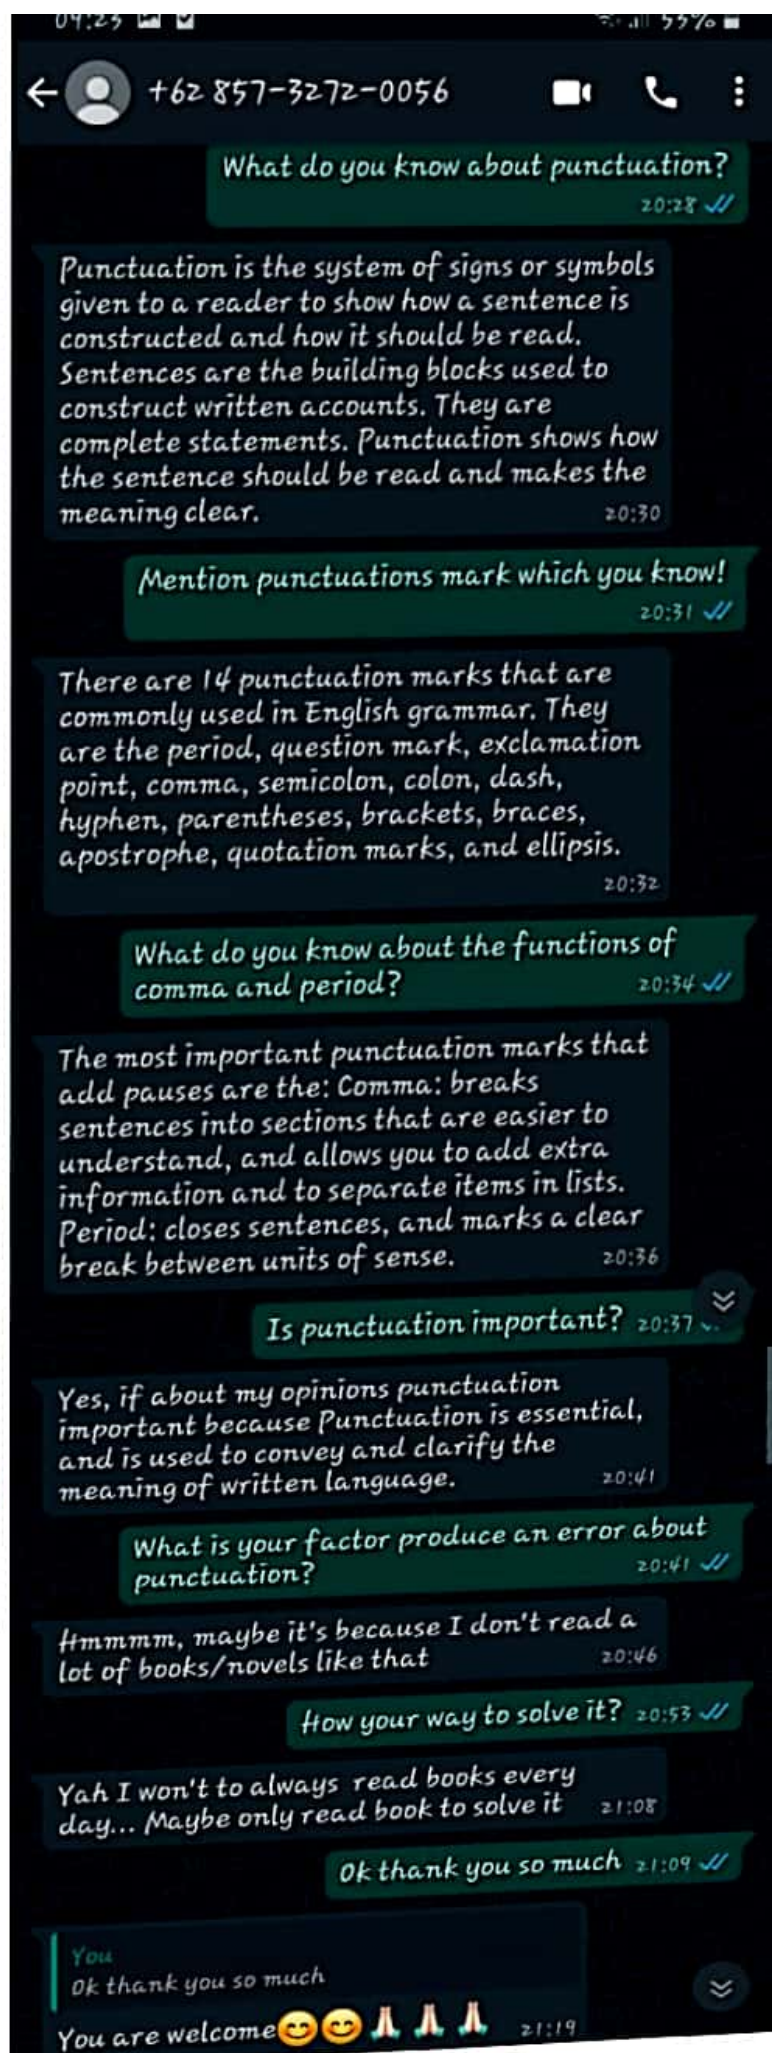 04:23 55%
+62 857-3272-0056
What do you know about punctuation?
20:28
Punctuation is the system of signs or symbols
given to a reader to show how a sentence is
constructed and how it should be read.
Sentences are the building blocks used to
construct written accounts. They are
complete statements. Punctuation shows how
the sentence should be read and makes the
meaning clear. 20:30
Mention punctuations mark which you know!
20:31
There are 14 punctuation marks that are
commonly used in English grammar. They
are the period, question mark, exclamation
point, comma, semicolon, colon, dash,
hyphen, parentheses, brackets, braces,
apostrophe, quotation marks, and ellipsis.
20:32
What do you know about the functions of
comma and period? 20:34
The most important punctuation marks that
add pauses are the: Comma: breaks
sentences into sections that are easier to
understand, and allows you to add extra
information and to separate items in lists.
Period: closes sentences, and marks a clear
break between units of sense. 20:36
Is punctuation important? 20:37
Yes, if about my opinions punctuation
important because Punctuation is essential,
and is used to convey and clarify the
meaning of written language. 20:41
What is your factor produce an error about
punctuation? 20:41
Hmmmm, maybe it's because I don't read a
lot of books/novels like that 20:46
How your way to solve it? 20:53
Yah I won't to always read books every
day... Maybe only read book to solve it 21:08
Ok thank you so much 21:09
You
Ok thank you so much
You are welcome😊😊🙏🏻🙏🏻🙏🏻 21:19